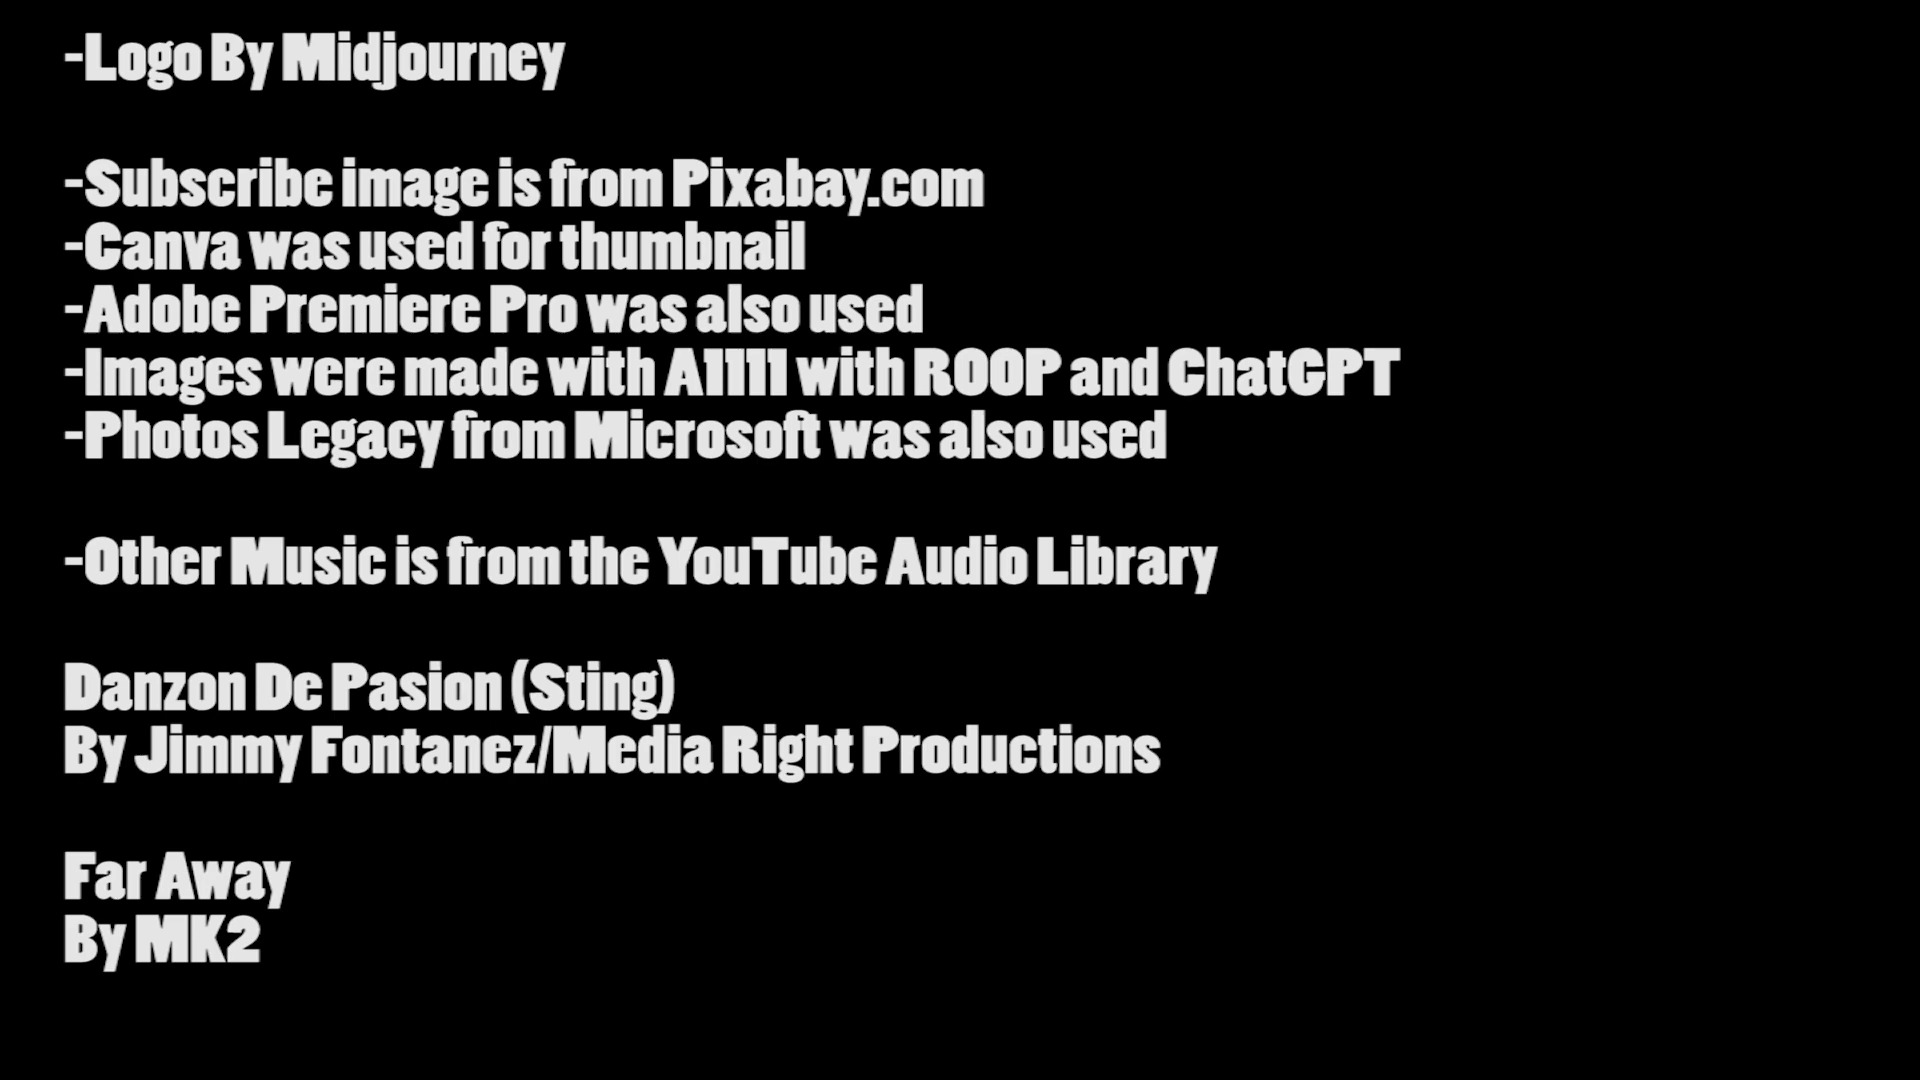 -Logo By Midjourney
-Subscribe image is from Pixabay.com
-Canva was used for thumbnail
-Adobe Premiere Pro was also used
-Images were made with A1111 with ROOP and ChatGPT
-Photos Legacy from Microsoft was also used
-Other Music is from the YouTube Audio Library
Danzon De Pasion (Sting)
By Jimmy Fontanez/Media Right Productions
Far Away
By MK2